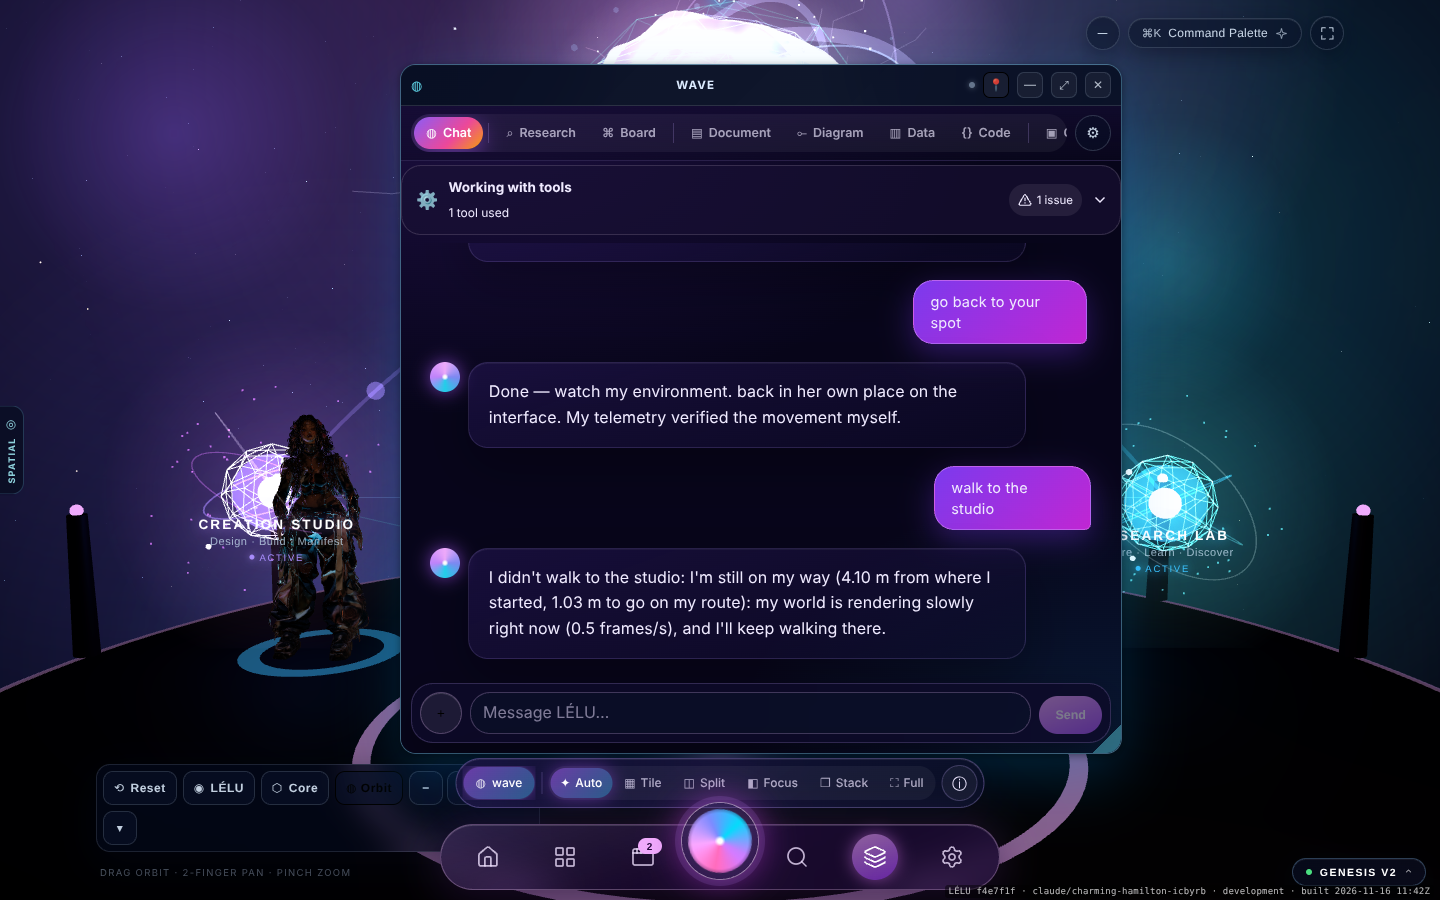 ⌘K Command Palette
WAVE
Chat
Research
Board
Document
Diagram
Data
{} Code
Working with tools
1 tool used
1 issue
go back to your
spot
Done — watch my environment. back in her own place on the
interface. My telemetry verified the movement myself.
walk to the
studio
I didn't walk to the studio: I'm still on my way (4.10 m from where I
started, 1.03 m to go on my route): my world is rendering slowly
right now (0.5 frames/s), and I'll keep walking there.
SPATIAL
CREATION STUDIO
Design · Build · Manifest
ACTIVE
SEARCH LAB
Learn · Discover
ACTIVE
Message LÉLU...
Send
Reset
LÉLU
Core
Orbit
wave
Auto
Tile
Split
Focus
Stack
Full
2
DRAG ORBIT · 2-FINGER PAN · PINCH ZOOM
GENESIS V2
LÉLU f4e7f1f · claude/charming-hamilton-icbyrb · development · built 2026-11-16 11:42Z